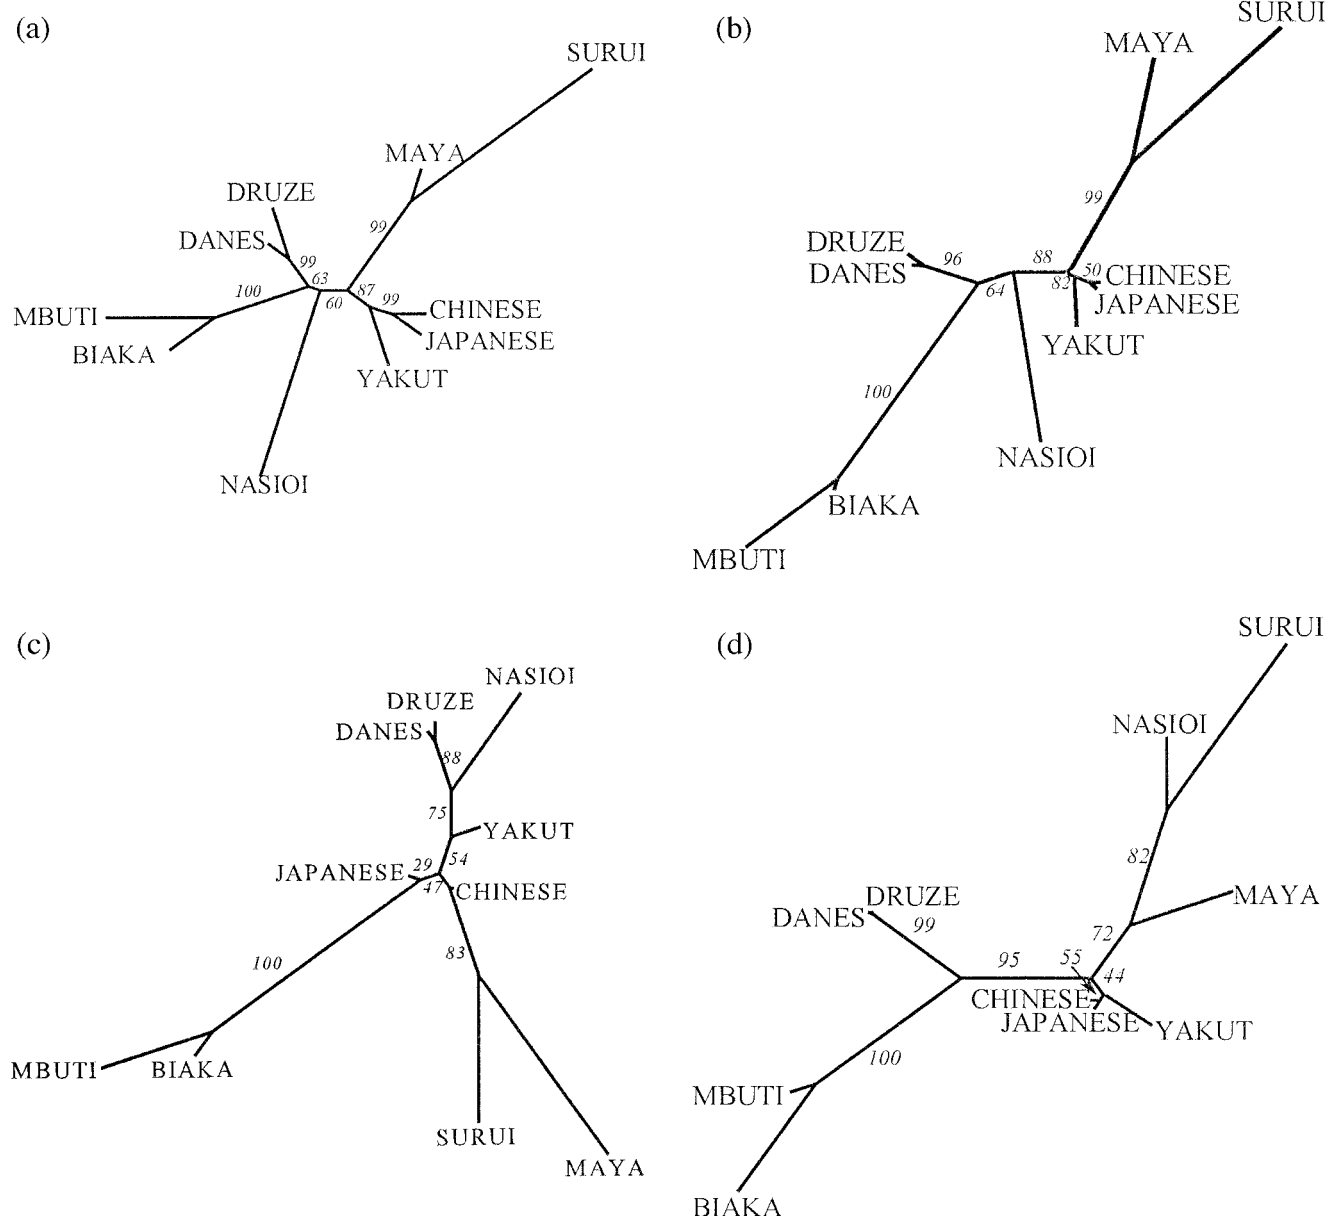 (a)
SURUI
MAYA
DRUZE
DANES
99
99
63
100
60
87
99
MBUTI
CHINESE
BIAKA
JAPANESE
YAKUT
NASIOI
(b)
SURUI
MAYA
99
DRUZE
96
88
DANES
64
82
50
CHINESE
JAPANESE
YAKUT
100
NASIOI
BIAKA
MBUTI
(c)
NASIOI
DRUZE
DANES
88
75
YAKUT
54
29
JAPANESE
47
CHINESE
83
100
MBUTI
BIAKA
SURUI
MAYA
(d)
SURUI
NASIOI
82
DRUZE
MAYA
DANES
99
72
95
55
44
CHINESE
JAPANESE
YAKUT
100
MBUTI
BIAKA